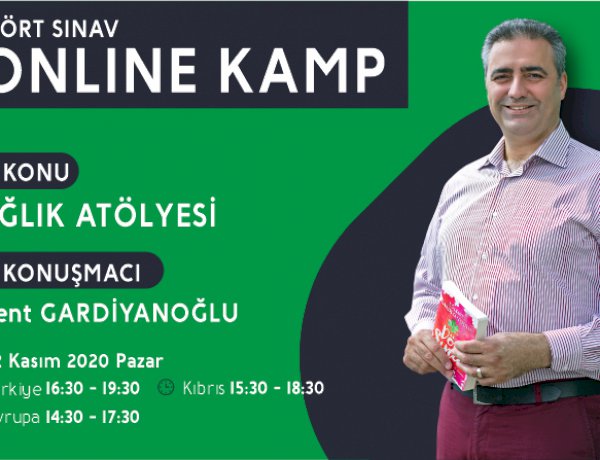 ÖRT SINAV
ONLINE KAMP
KONU
ĞLIK ATÖLYESİ
KONUŞMACI
ent GARDİYANOĞLU
2 Kasım 2020 Pazar
rkiye 16:30 - 19:30 Kıbrıs 15:30 - 18:30
vrupa 14:30 - 17:30